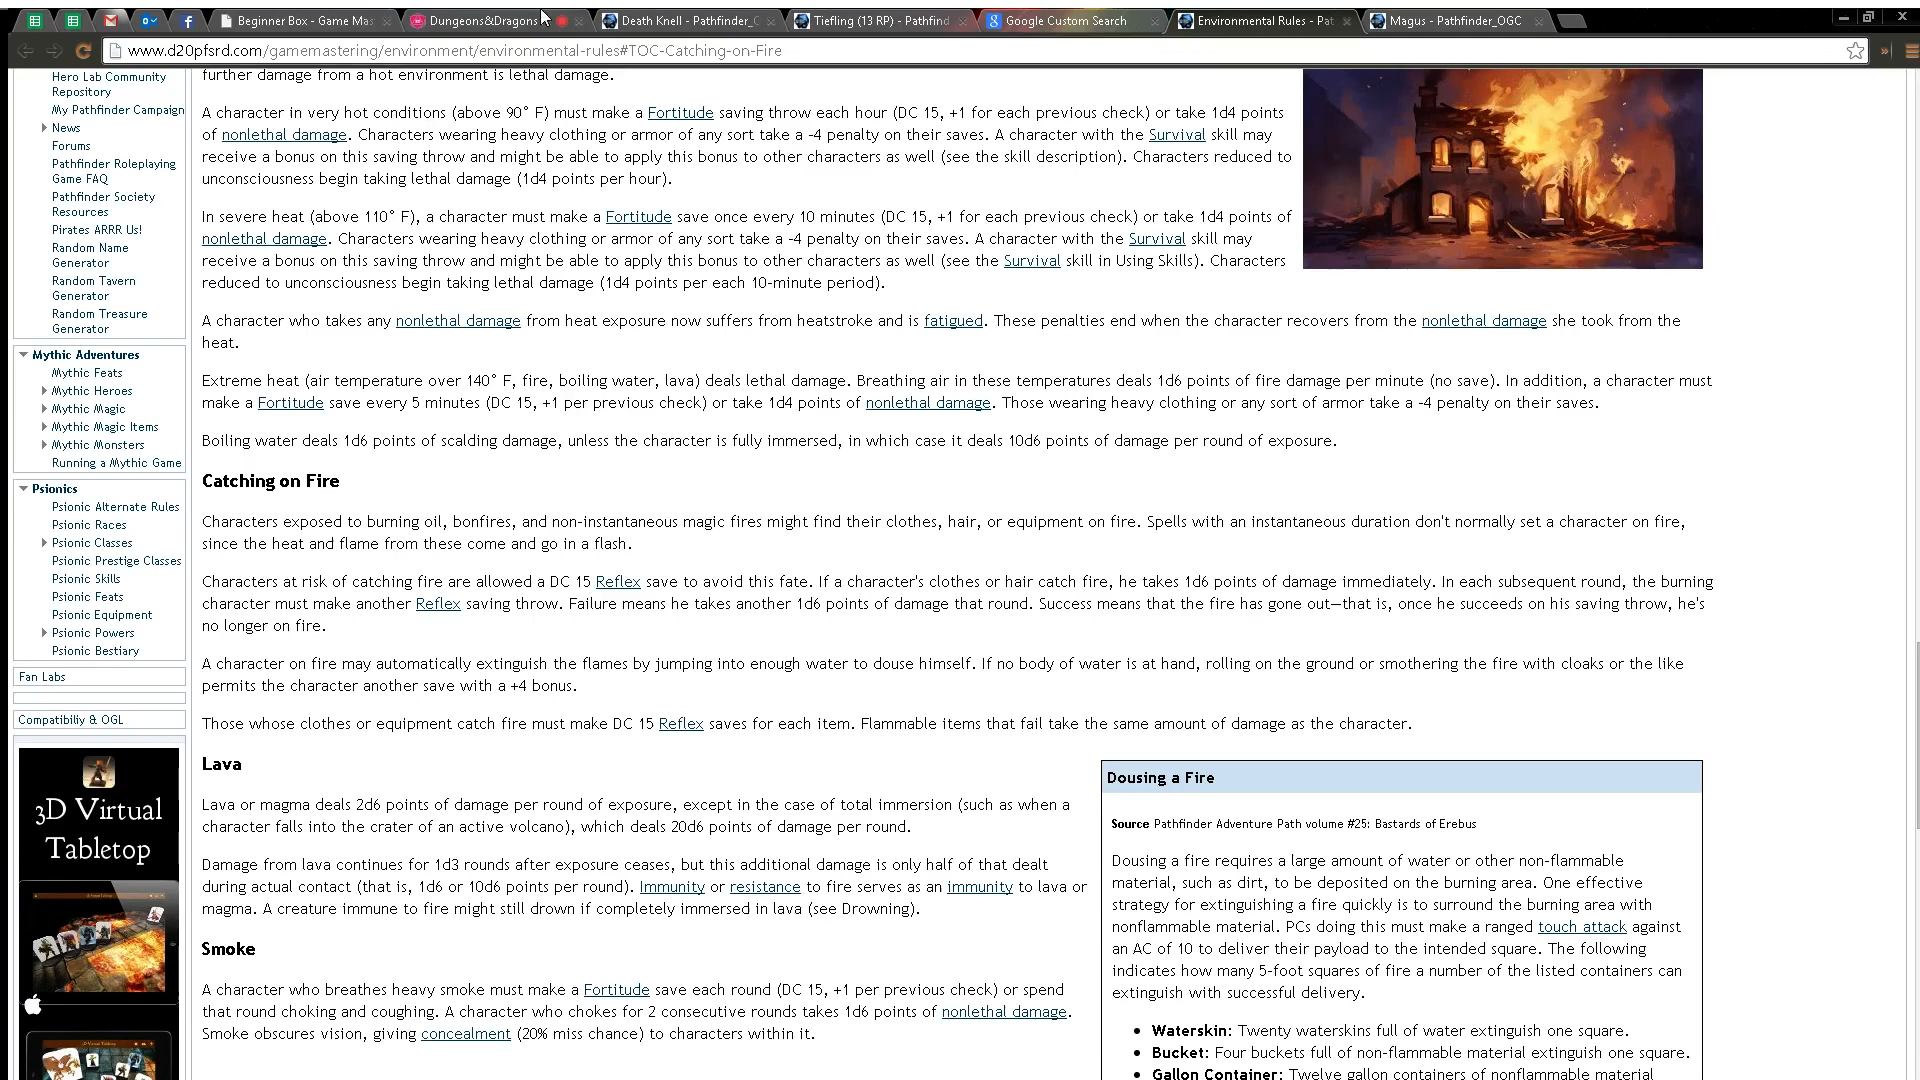 Beginner Box - Game Mas
Dungeons&Dragons
Death Knell - Pathfinder_O
Tiefling (13 RP) - Pathfind
Google Custom Search
Environmental Rules - Pat
Magus - Pathfinder_OGC
www.d20pfsrd.com/gamemastering/environment/environmental-rules#TOC-Catching-on-Fire
Hero Lab Community
Repository
My Pathfinder Campaign
News
Forums
Pathfinder Roleplaying
Game FAQ
Pathfinder Society
Resources
Pirates ARRR Us!
Random Name
Generator
Random Tavern
Generator
Random Treasure
Generator
Mythic Adventures
Mythic Feats
Mythic Heroes
Mythic Magic
Mythic Magic Items
Mythic Monsters
Running a Mythic Game
Psionics
Psionic Alternate Rules
Psionic Races
Psionic Classes
Psionic Prestige Classes
Psionic Skills
Psionic Feats
Psionic Equipment
Psionic Powers
Psionic Bestiary
Fan Labs
Compatibiliy & OGL
3D Virtual
Tabletop
further damage from a hot environment is lethal damage.
A character in very hot conditions (above 90° F) must make a Fortitude saving throw each hour (DC 15, +1 for each previous check) or take 1d4 points
of nonlethal damage. Characters wearing heavy clothing or armor of any sort take a -4 penalty on their saves. A character with the Survival skill may
receive a bonus on this saving throw and might be able to apply this bonus to other characters as well (see the skill description). Characters reduced to
unconsciousness begin taking lethal damage (1d4 points per hour).
In severe heat (above 110° F), a character must make a Fortitude save once every 10 minutes (DC 15, +1 for each previous check) or take 1d4 points of
nonlethal damage. Characters wearing heavy clothing or armor of any sort take a -4 penalty on their saves. A character with the Survival skill may
receive a bonus on this saving throw and might be able to apply this bonus to other characters as well (see the Survival skill in Using Skills). Characters
reduced to unconsciousness begin taking lethal damage (1d4 points per each 10-minute period).
A character who takes any nonlethal damage from heat exposure now suffers from heatstroke and is fatigued. These penalties end when the character recovers from the nonlethal damage she took from the
heat.
Extreme heat (air temperature over 140° F, fire, boiling water, lava) deals lethal damage. Breathing air in these temperatures deals 1d6 points of fire damage per minute (no save). In addition, a character must
make a Fortitude save every 5 minutes (DC 15, +1 per previous check) or take 1d4 points of nonlethal damage. Those wearing heavy clothing or any sort of armor take a -4 penalty on their saves.
Boiling water deals 1d6 points of scalding damage, unless the character is fully immersed, in which case it deals 10d6 points of damage per round of exposure.
Catching on Fire
Characters exposed to burning oil, bonfires, and non-instantaneous magic fires might find their clothes, hair, or equipment on fire. Spells with an instantaneous duration don't normally set a character on fire,
since the heat and flame from these come and go in a flash.
Characters at risk of catching fire are allowed a DC 15 Reflex save to avoid this fate. If a character's clothes or hair catch fire, he takes 1d6 points of damage immediately. In each subsequent round, the burning
character must make another Reflex saving throw. Failure means he takes another 1d6 points of damage that round. Success means that the fire has gone out—that is, once he succeeds on his saving throw, he's
no longer on fire.
A character on fire may automatically extinguish the flames by jumping into enough water to douse himself. If no body of water is at hand, rolling on the ground or smothering the fire with cloaks or the like
permits the character another save with a +4 bonus.
Those whose clothes or equipment catch fire must make DC 15 Reflex saves for each item. Flammable items that fail take the same amount of damage as the character.
Lava
Lava or magma deals 2d6 points of damage per round of exposure, except in the case of total immersion (such as when a
character falls into the crater of an active volcano), which deals 20d6 points of damage per round.
Damage from lava continues for 1d3 rounds after exposure ceases, but this additional damage is only half of that dealt
during actual contact (that is, 1d6 or 10d6 points per round). Immunity or resistance to fire serves as an immunity to lava or
magma. A creature immune to fire might still drown if completely immersed in lava (see Drowning).
Smoke
A character who breathes heavy smoke must make a Fortitude save each round (DC 15, +1 per previous check) or spend
that round choking and coughing. A character who chokes for 2 consecutive rounds takes 1d6 points of nonlethal damage.
Smoke obscures vision, giving concealment (20% miss chance) to characters within it.
Dousing a Fire
Source Pathfinder Adventure Path volume #25: Bastards of Erebus
Dousing a fire requires a large amount of water or other non-flammable
material, such as dirt, to be deposited on the burning area. One effective
strategy for extinguishing a fire quickly is to surround the burning area with
nonflammable material. PCs doing this must make a ranged touch attack against
an AC of 10 to deliver their payload to the intended square. The following
indicates how many 5-foot squares of fire a number of the listed containers can
extinguish with successful delivery.
• Waterskin: Twenty waterskins full of water extinguish one square.
• Bucket: Four buckets full of non-flammable material extinguish one square.
• Gallon Container: Twelve gallon containers of nonflammable material